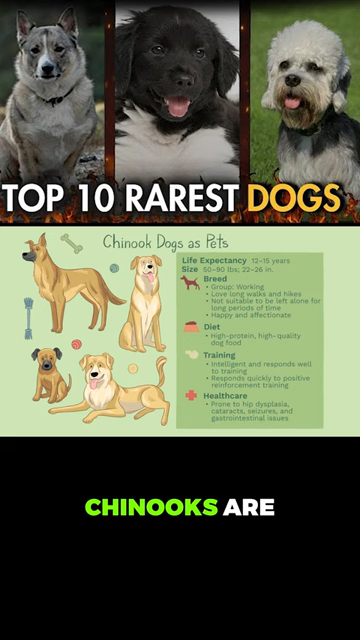 TOP 10 RAREST DOGS
Chinook Dogs as Pets
Life Expectancy 12–15 years
Size 50–90 lbs; 22–26 in.
Breed
• Group: Working
• Love long walks and hikes
• Not suitable to be left alone for
long periods of time
• Happy and affectionate
Diet
• High-protein, high-quality
dog food
Training
• Intelligent and responds well
to training
• Responds quickly to positive
reinforcement training
Healthcare
• Prone to hip dysplasia,
cataracts, seizures, and
gastrointestinal issues
CHINOOKS ARE